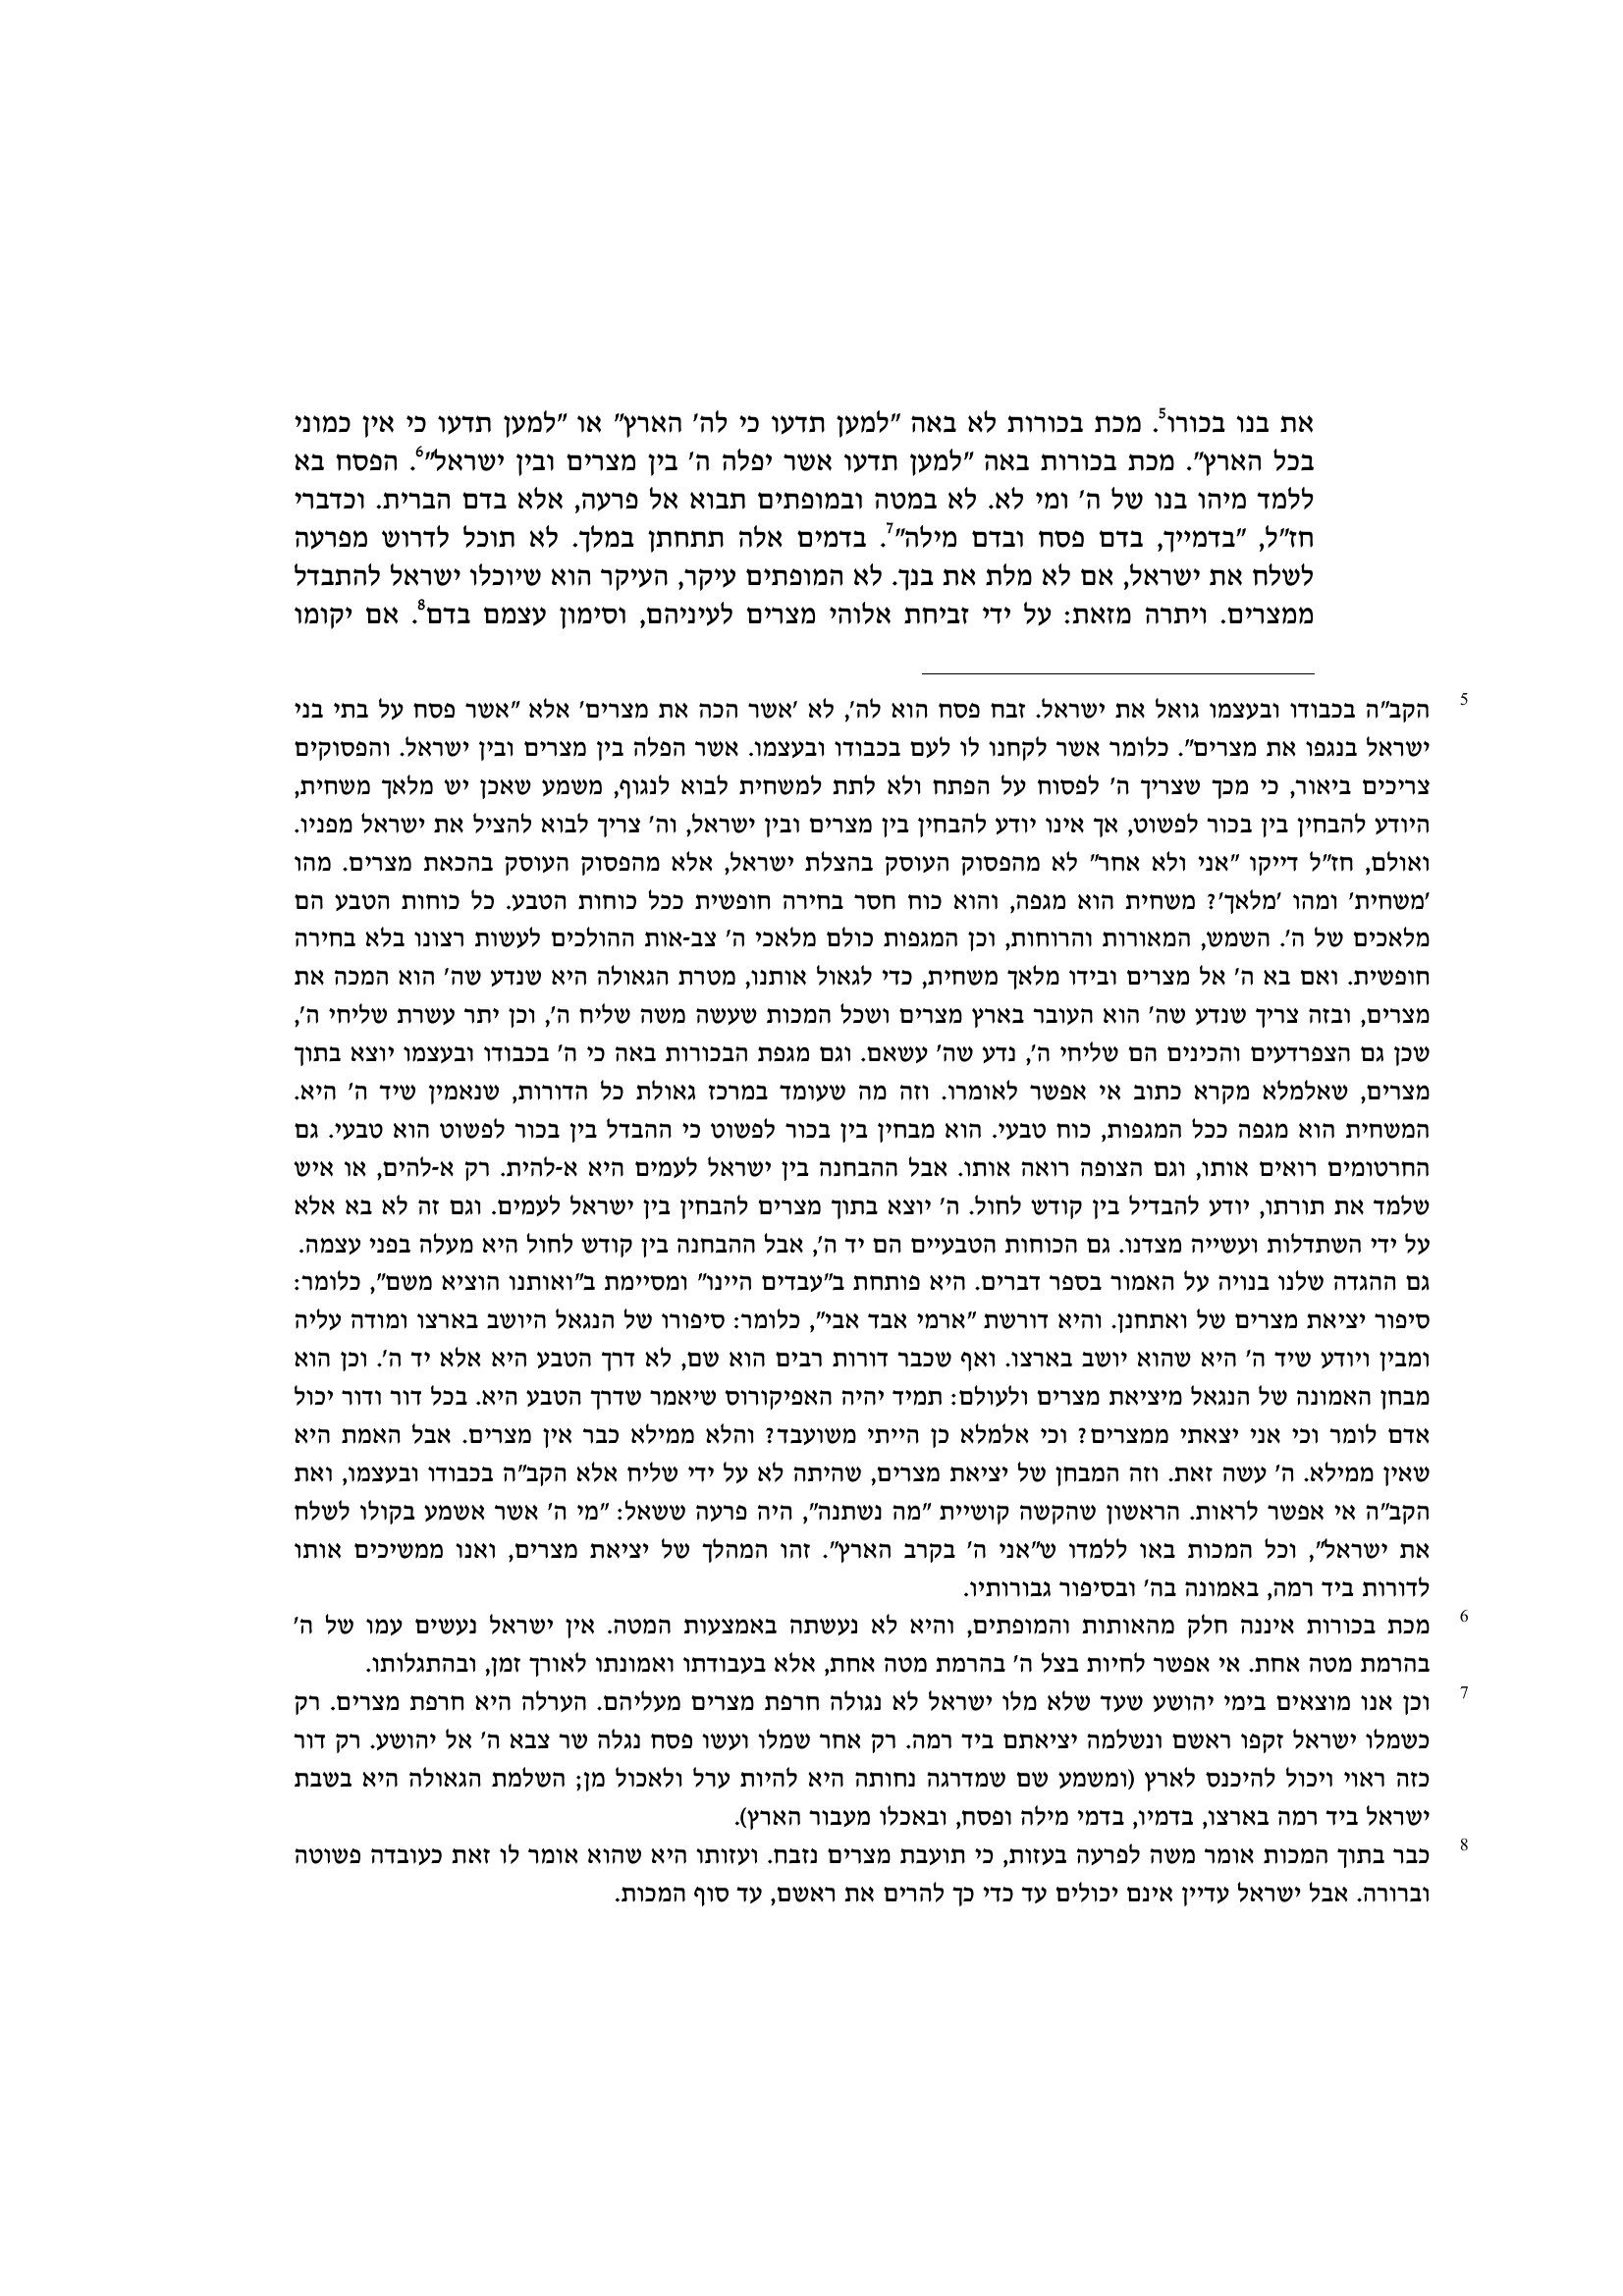 את בנו בכורו5. מכת בכורות לא באה "למען תדעו כי לה' הארץ" או "למען תדעו כי אין כמוני
בכל הארץ". מכת בכורות באה "למען תדעו אשר יפלה ה' בין מצרים ובין ישראל"6. הפסח בא
ללמד מיהו בנו של ה' ומי לא. לא במטה ובמופתים תבוא אל פרעה, אלא בדם הברית. וכדברי
חז"ל, "בדמייך, בדם פסח ובדם מילה"7. בדמים אלה תתחתן במלך. לא תוכל לדרוש מפרעה
לשלח את ישראל, אם לא מלת את בנך. לא המופתים עיקר, העיקר הוא שיוכלו ישראל להתבדל
ממצרים. ויתרה מזאת: על ידי זביחת אלוהי מצרים לעיניהם, וסימון עצמם בדם8. אם יקומו
5 הקב"ה בכבודו ובעצמו גואל את ישראל. זבח פסח הוא לה', לא 'אשר הכה את מצרים' אלא "אשר פסח על בתי בני
ישראל בנגפו את מצרים". כלומר אשר לקחנו לו לעם בכבודו ובעצמו. אשר הפלה בין מצרים ובין ישראל. והפסוקים
צריכים ביאור, כי מכך שצריך ה' לפסוח על הפתח ולא לתת למשחית לבוא לנגוף, משמע שאכן יש מלאך משחית,
היודע להבחין בין בכור לפשוט, אך אינו יודע להבחין בין מצרים ובין ישראל, וה' צריך לבוא להציל את ישראל מפניו.
ואולם, חז"ל דייקו "אני ולא אחר" לא מהפסוק העוסק בהצלת ישראל, אלא מהפסוק העוסק בהכאת מצרים. מהו
'משחית' ומהו 'מלאך'? משחית הוא מגפה, והוא כוח חסר בחירה חופשית ככל כוחות הטבע. כל כוחות הטבע הם
מלאכים של ה'. השמש, המאורות והרוחות, וכן המגפות כולם מלאכי ה' צב-אות ההולכים לעשות רצונו בלא בחירה
חופשית. ואם בא ה' אל מצרים ובידו מלאך משחית, כדי לגאול אותנו, מטרת הגאולה היא שנדע שה' הוא המכה את
מצרים, ובזה צריך שנדע שה' הוא העובר בארץ מצרים ושכל המכות שעשה משה שליח ה', וכן יתר עשרת שליחי ה',
שכן גם הצפרדעים והכינים הם שליחי ה', נדע שה' עשאם. וגם מגפת הבכורות באה כי ה' בכבודו ובעצמו יוצא בתוך
מצרים, שאלמלא מקרא כתוב אי אפשר לאומרו. וזה מה שעומד במרכז גאולת כל הדורות, שנאמין שיד ה' היא.
המשחית הוא מגפה ככל המגפות, כוח טבעי. הוא מבחין בין בכור לפשוט כי ההבדל בין בכור לפשוט הוא טבעי. גם
החרטומים רואים אותו, וגם הצופה רואה אותו. אבל ההבחנה בין ישראל לעמים היא א-להית. רק א-להים, או איש
שלמד את תורתו, יודע להבדיל בין קודש לחול. ה' יוצא בתוך מצרים להבחין בין ישראל לעמים. וגם זה לא בא אלא
על ידי השתדלות ועשייה מצדנו. גם הכוחות הטבעיים הם יד ה', אבל ההבחנה בין קודש לחול היא מעלה בפני עצמה.
גם ההגדה שלנו בנויה על האמור בספר דברים. היא פותחת ב"עבדים היינו" ומסיימת ב"ואותנו הוציא משם", כלומר:
סיפור יציאת מצרים של ואתחנן. והיא דורשת "ארמי אבד אבי", כלומר: סיפורו של הנגאל היושב בארצו ומודה עליה
ומבין ויודע שיד ה' היא שהוא יושב בארצו. ואף שכבר דורות רבים הוא שם, לא דרך הטבע היא אלא יד ה'. וכן הוא
מבחן האמונה של הנגאל מיציאת מצרים ולעולם: תמיד יהיה האפיקורוס שיאמר שדרך הטבע היא. בכל דור ודור יכול
אדם לומר וכי אני יצאתי ממצרים? וכי אלמלא כן הייתי משועבד? והלא ממילא כבר אין מצרים. אבל האמת היא
שאין ממילא. ה' עשה זאת. וזה המבחן של יציאת מצרים, שהיתה לא על ידי שליח אלא הקב"ה בכבודו ובעצמו, ואת
הקב"ה אי אפשר לראות. הראשון שהקשה קושיית "מה נשתנה", היה פרעה ששאל: "מי ה' אשר אשמע בקולו לשלח
את ישראל", וכל המכות באו ללמדו ש"אני ה' בקרב הארץ". זהו המהלך של יציאת מצרים, ואנו ממשיכים אותו
לדורות ביד רמה, באמונה בה' ובסיפור גבורותיו.
6 מכת בכורות איננה חלק מהאותות והמופתים, והיא לא נעשתה באמצעות המטה. אין ישראל נעשים עמו של ה'
בהרמת מטה אחת. אי אפשר לחיות בצל ה' בהרמת מטה אחת, אלא בעבודתו ואמונתו לאורך זמן, ובהתגלותו.
7 וכן אנו מוצאים בימי יהושע שעד שלא מלו ישראל לא נגולה חרפת מצרים מעליהם. הערלה היא חרפת מצרים. רק
כשמלו ישראל זקפו ראשם ונשלמה יציאתם ביד רמה. רק אחר שמלו ועשו פסח נגלה שר צבא ה' אל יהושע. רק דור
כזה ראוי ויכול להיכנס לארץ (ומשמע שם שמדרגה נחותה היא להיות ערל ולאכול מן; השלמת הגאולה היא בשבת
ישראל ביד רמה בארצו, בדמיו, בדמי מילה ופסח, ובאכלו מעבור הארץ).
8 כבר בתוך המכות אומר משה לפרעה בעזות, כי תועבת מצרים נזבח. ועזותו היא שהוא אומר לו זאת כעובדה פשוטה
וברורה. אבל ישראל עדיין אינם יכולים עד כדי כך להרים את ראשם, עד סוף המכות.